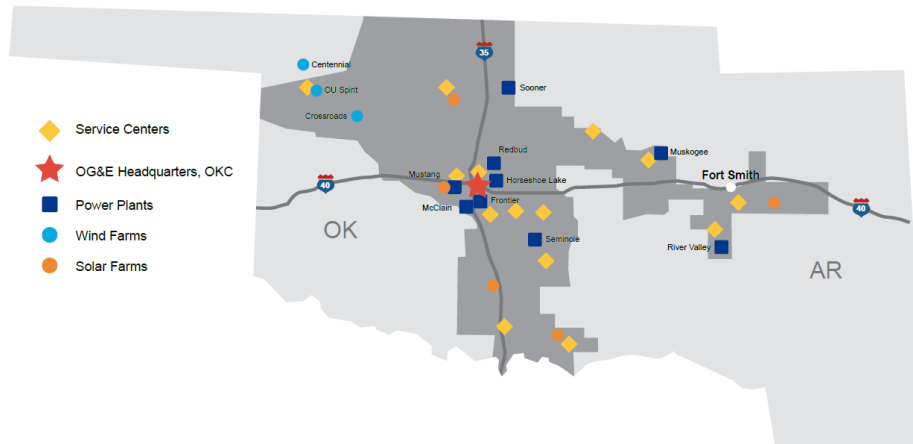 35
Centennial
OU Spirit
Sooner
Crossroads
Service Centers
OG&E Headquarters, OKC
Power Plants
Wind Farms
Solar Farms
Redbud
Muskogee
Mustang
Horseshoe Lake
Fort Smith
40
McClain
Frontier
40
OK
Seminole
River Valley
AR